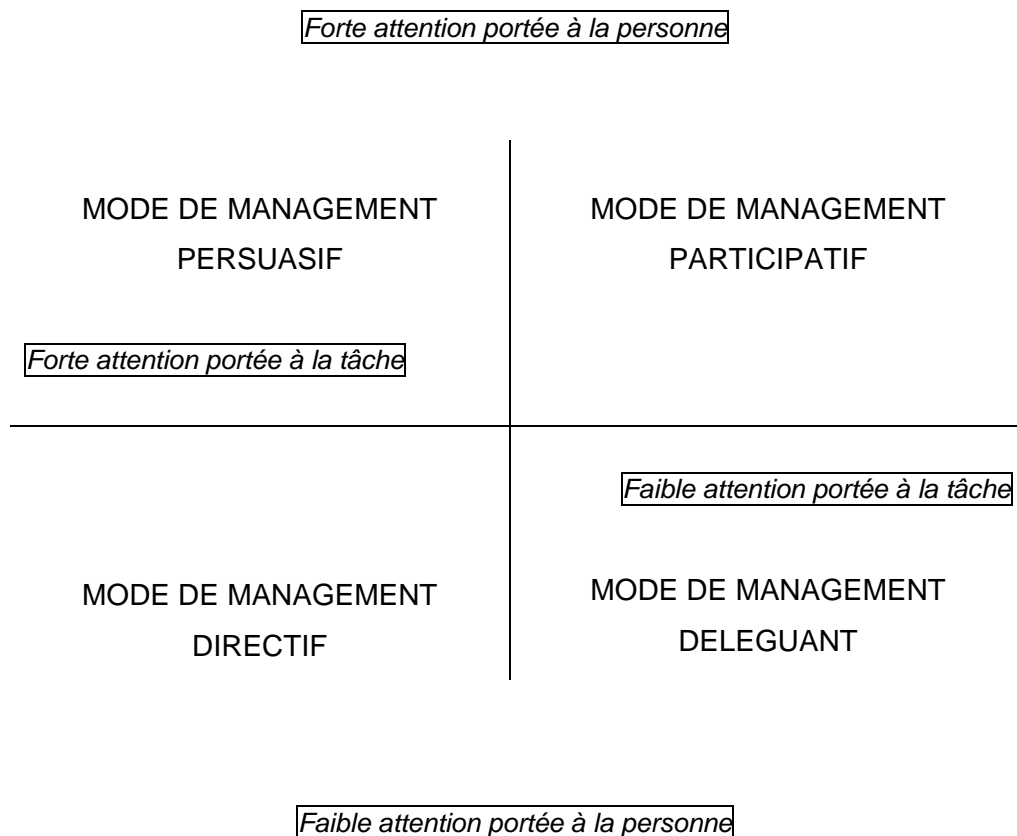 Forte attention portée à la personne
MODE DE MANAGEMENT
PERSUASIF
MODE DE MANAGEMENT
PARTICIPATIF
Forte attention portée à la tâche
Faible attention portée à la tâche
MODE DE MANAGEMENT
DIRECTIF
MODE DE MANAGEMENT
DELEGUANT
Faible attention portée à la personne